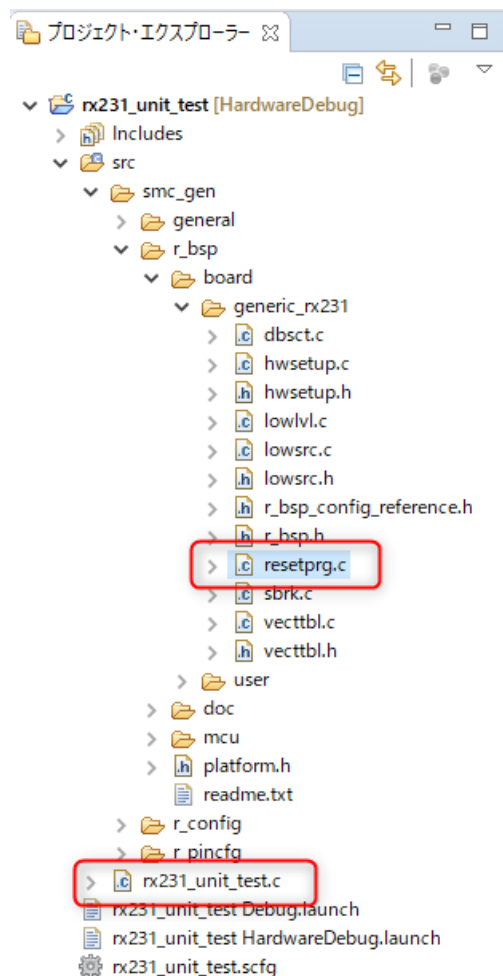 プロジェクト・エクスプローラー
rx231_unit_test [HardwareDebug]
Includes
src
smc_gen
general
r_bsp
board
generic_rx231
dbsct.c
hwsetup.c
hwsetup.h
lowlvl.c
lowsrc.c
lowsrc.h
r_bsp_config_reference.h
r_bsp.h
resetprg.c
sbrk.c
vecttbl.c
vecttbl.h
user
doc
mcu
platform.h
readme.txt
r_config
r_pincfg
rx231_unit_test.c
rx231_unit_test Debug.launch
rx231_unit_test HardwareDebug.launch
rx231_unit_test.scfg